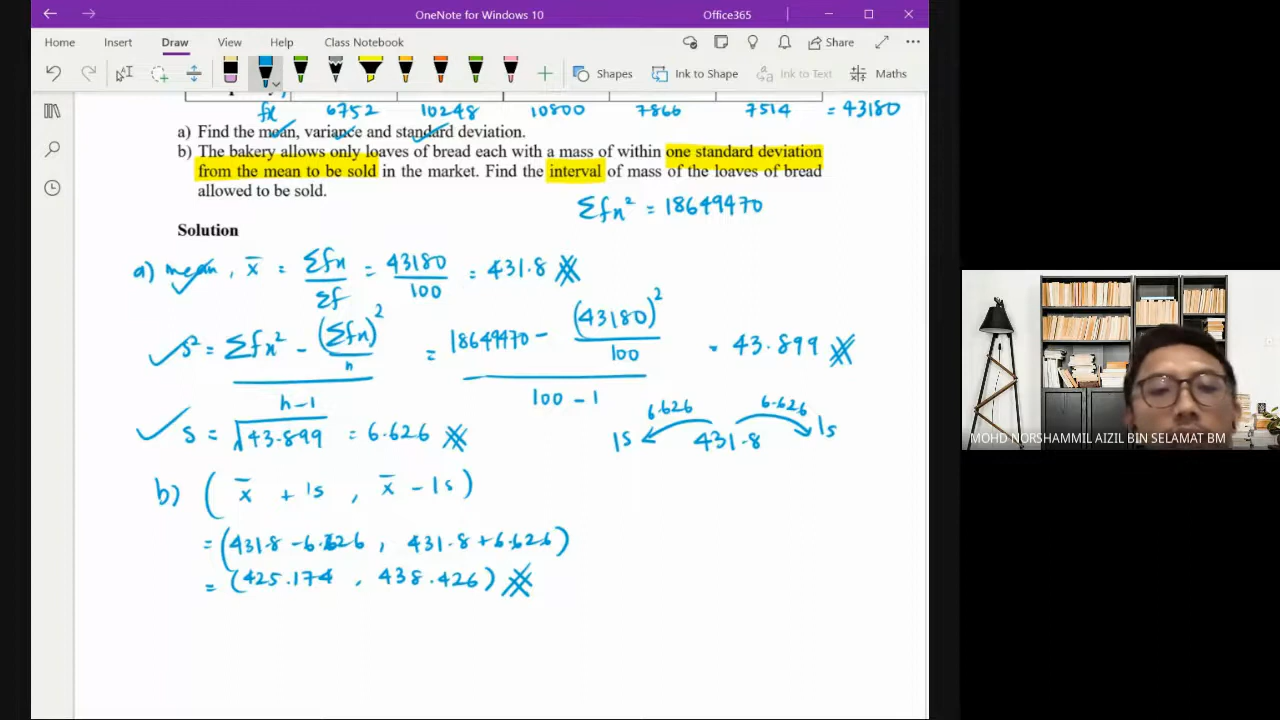 OneNote for Windows 10
Office365
Home Insert Draw View Help Class Notebook
Share
Shapes Ink to Shape Ink to Text Maths
fx 6752 10248 10800 7866 7514 = 43180
a) Find the mean, variance and standard deviation.
b) The bakery allows only loaves of bread each with a mass of within one standard deviation
from the mean to be sold in the market. Find the interval of mass of the loaves of bread
allowed to be sold.
Σfx² = 18649470
Solution
a) mean, x̄ = Σfx / Σf = 43180 / 100 = 431.8
s² = (Σfx² - (Σfx)² / n) / (n-1) = (18649470 - (43180)² / 100) / (100 - 1) = 43.899
s = √43.899 = 6.626
6.626 6.626
1s 431.8 1s
b) (x̄ + 1s, x̄ - 1s)
= (431.8 - 6.626, 431.8 + 6.626)
= (425.174, 438.426)
MOHD NORSHAMMIL AIZIL BIN SELAMAT BM